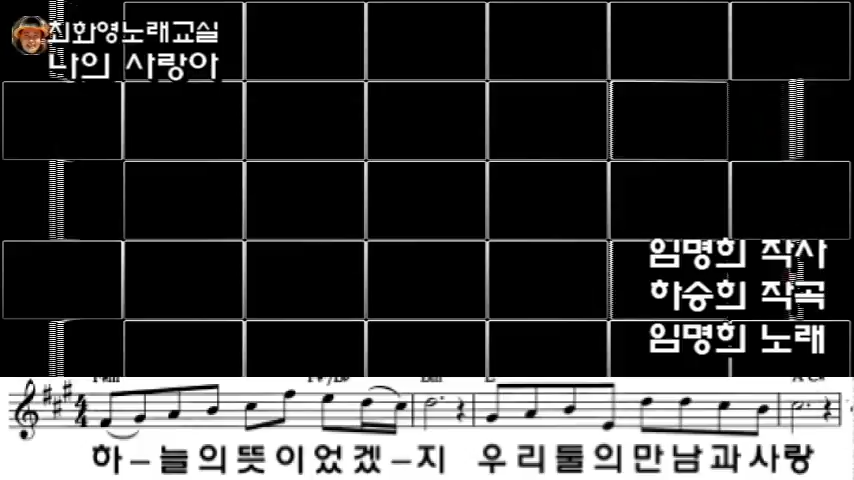 최화영노래교실
나의 사랑아
임명희 작사
하승희 작곡
임명희 노래
하-늘의뜻이었겠-지 우리둘의만남과사랑